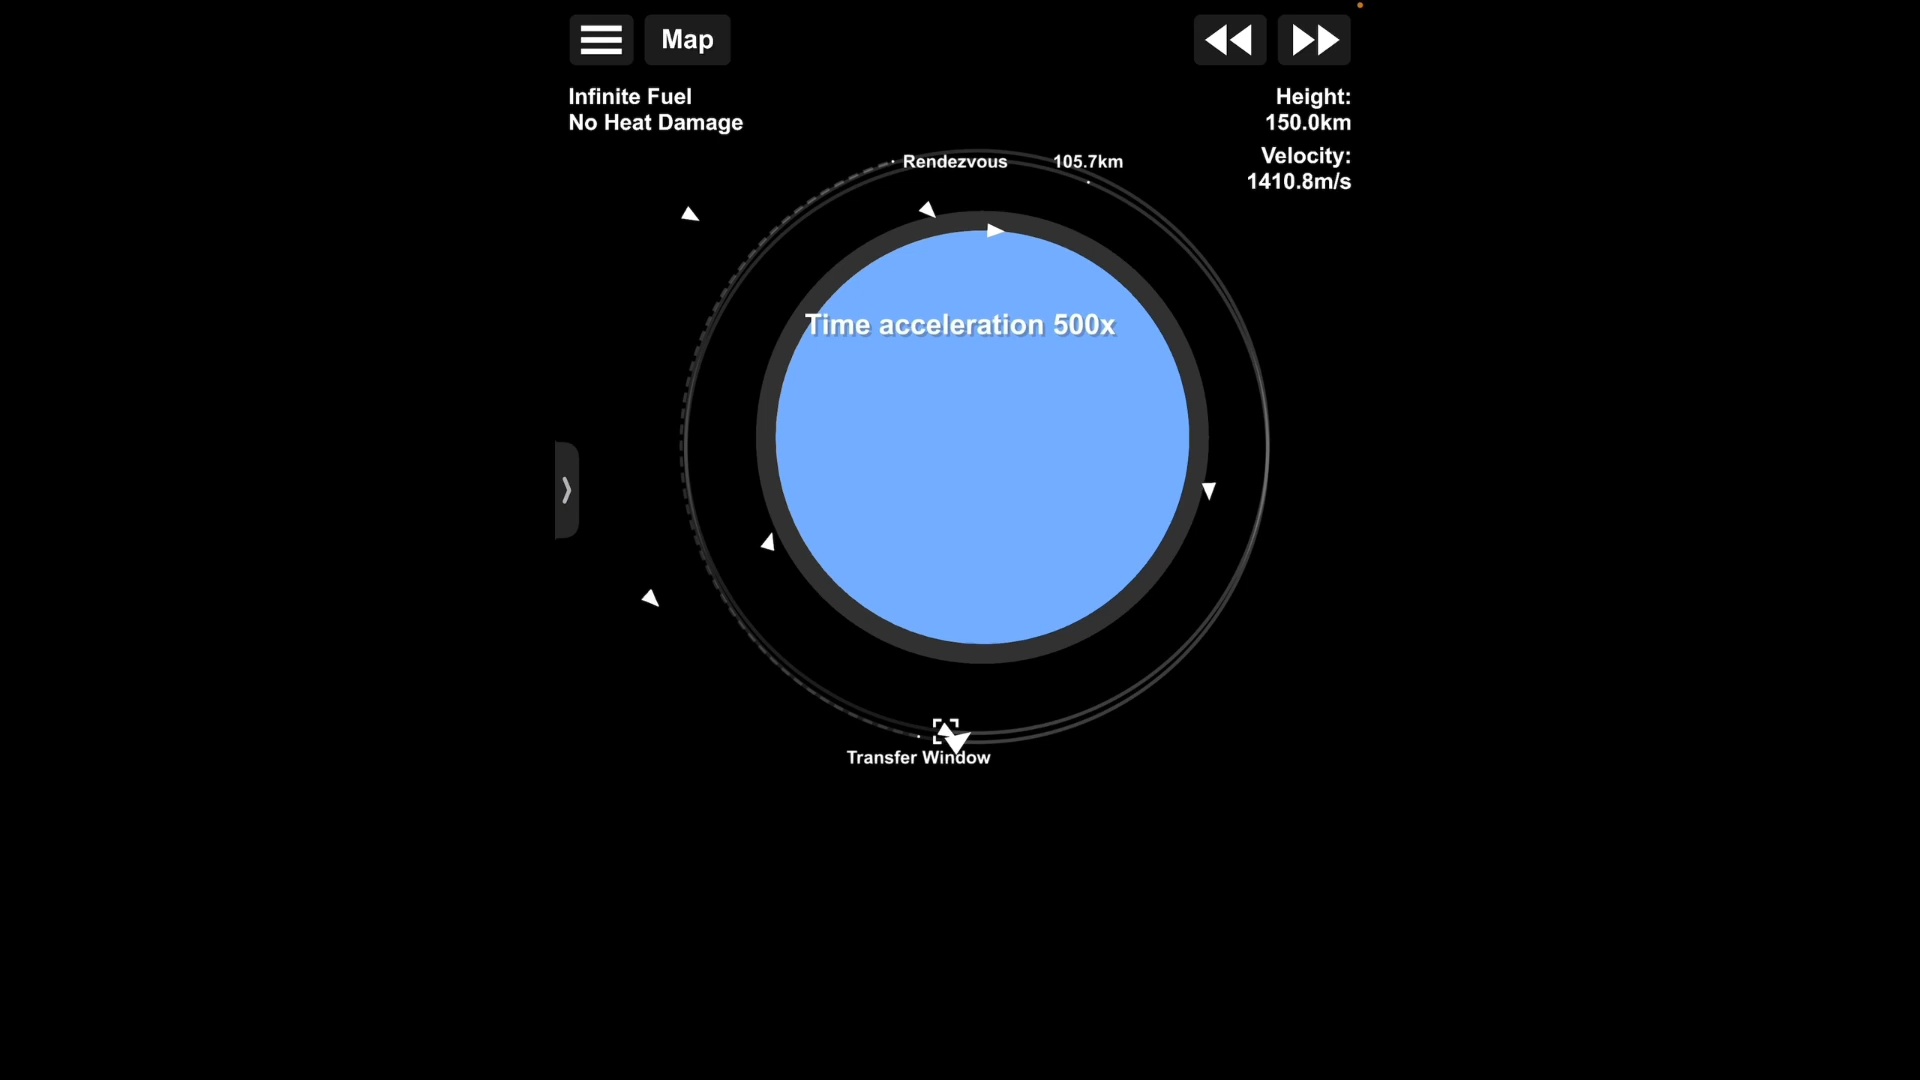 Map
Infinite Fuel
No Heat Damage
Height:
150.0km
Velocity:
1410.8m/s
Rendezvous
105.7km
Time acceleration 500x
Transfer Window